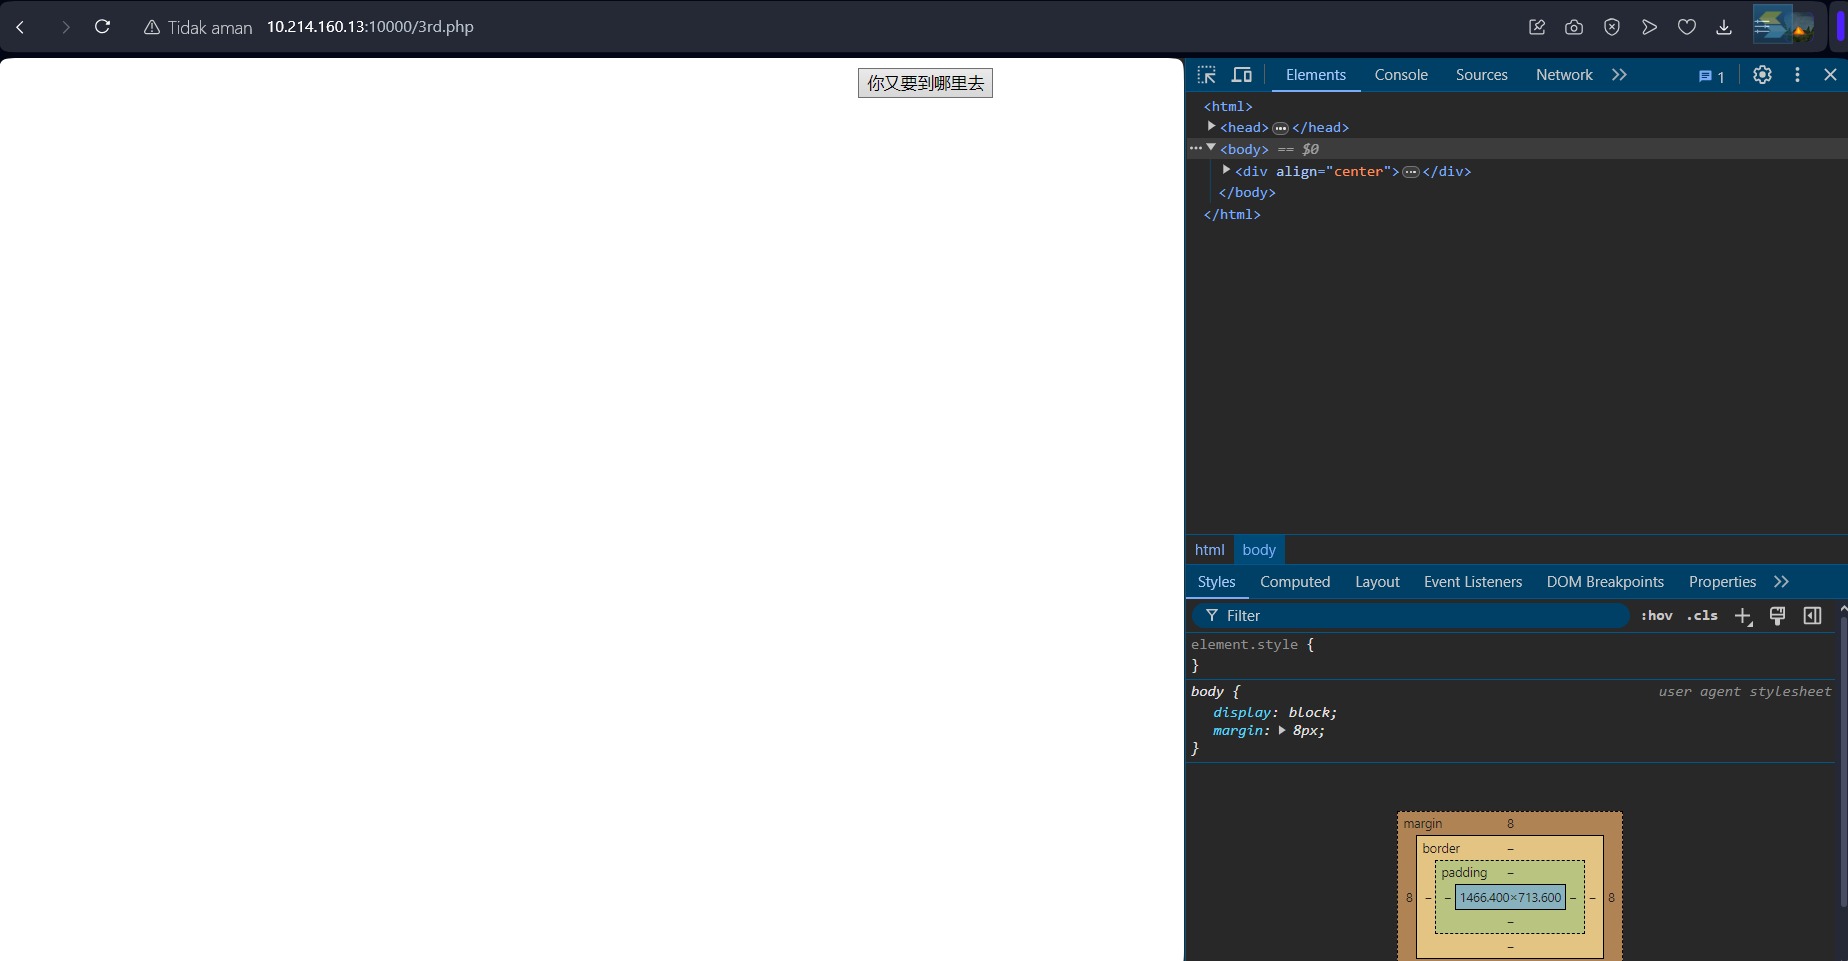 Tidak aman 10.214.160.13:10000/3rd.php
你又要到哪里去
Elements Console Sources Network 1
<html>
<head> ••• </head>
••• <body> == $0
<div align="center"> ••• </div>
</body>
</html>
html body
Styles Computed Layout Event Listeners DOM Breakpoints Properties
Filter :hov .cls
element.style {
}
body { user agent stylesheet
display: block;
margin: 8px;
}
margin 8
border –
padding –
8 – – 1466.400×713.600 – – 8
–
–